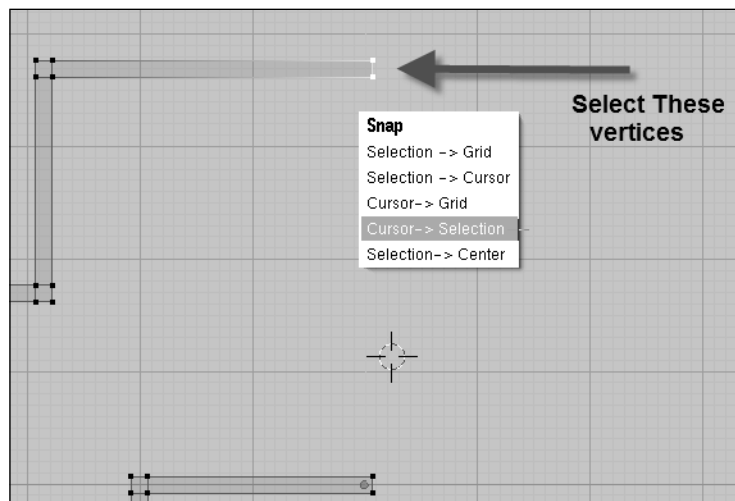 Select These
vertices
Snap
Selection -> Grid
Selection -> Cursor
Cursor-> Grid
Cursor-> Selection
Selection-> Center